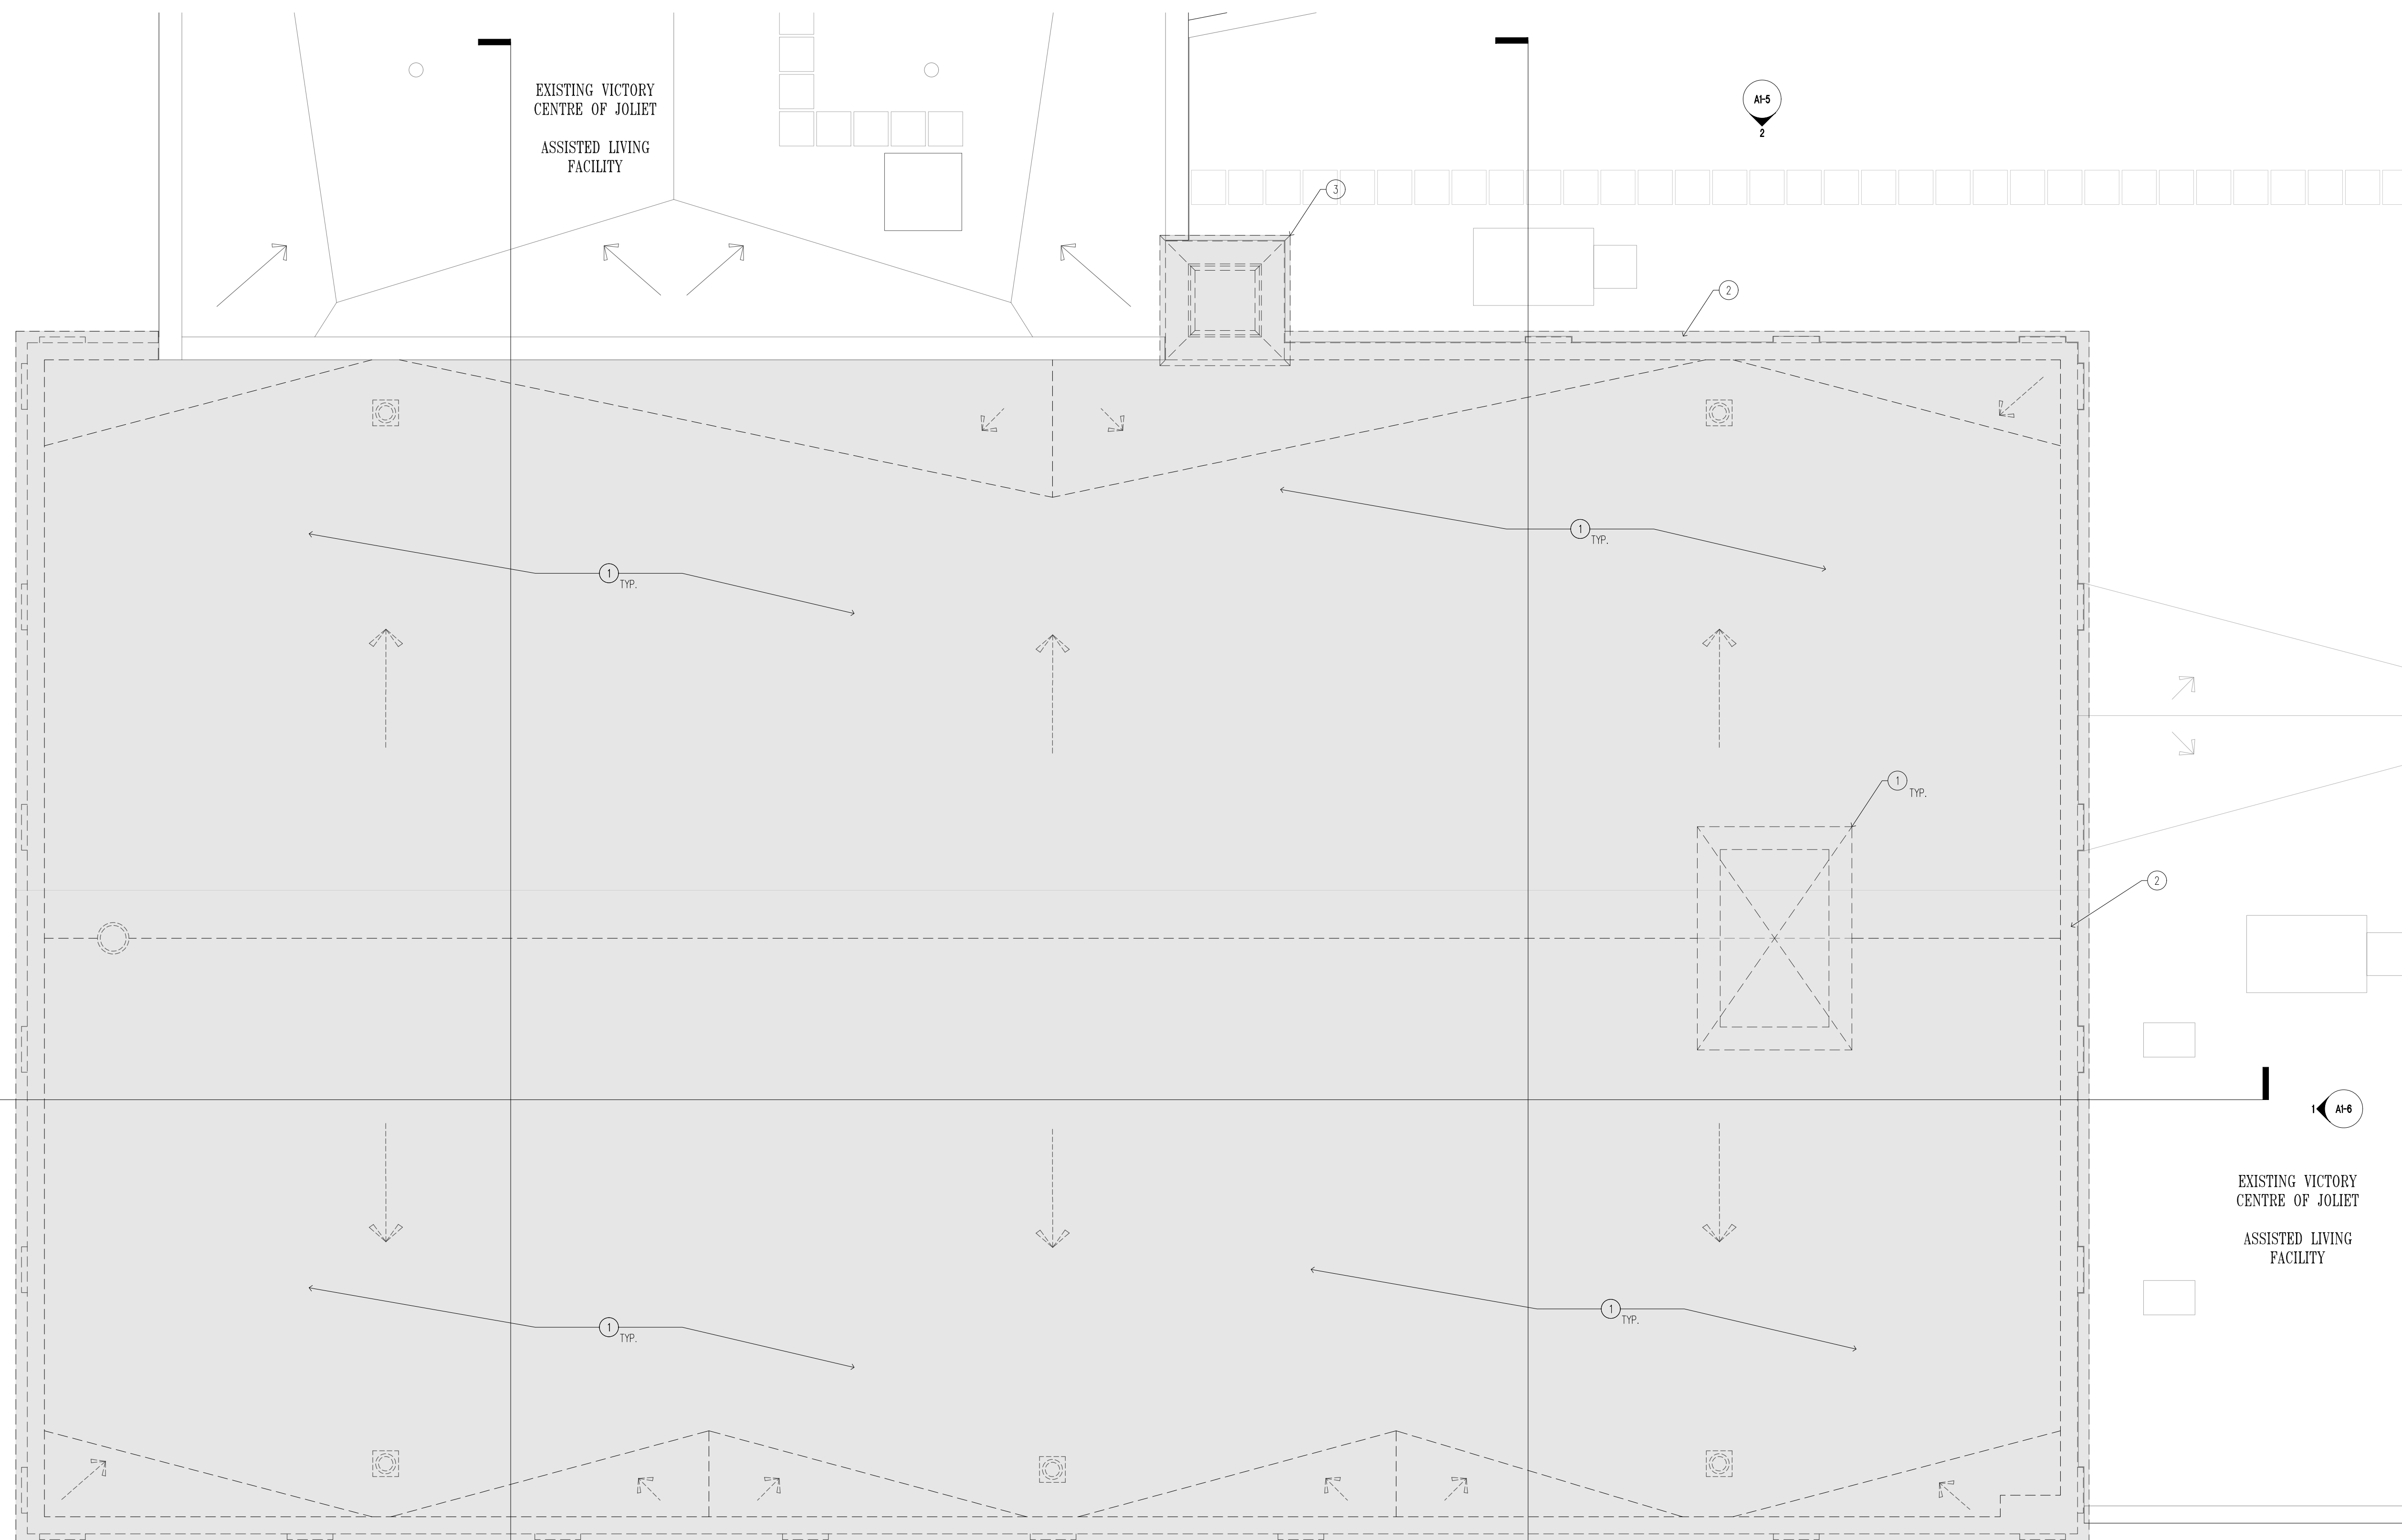 EXISTING VICTORY
CENTRE OF JOLIET
ASSISTED LIVING
FACILITY
A1-5
2
3
2
1
TYP.
1
TYP.
1
TYP.
2
1
A1-6
EXISTING VICTORY
CENTRE OF JOLIET
ASSISTED LIVING
FACILITY
1
TYP.
1
TYP.